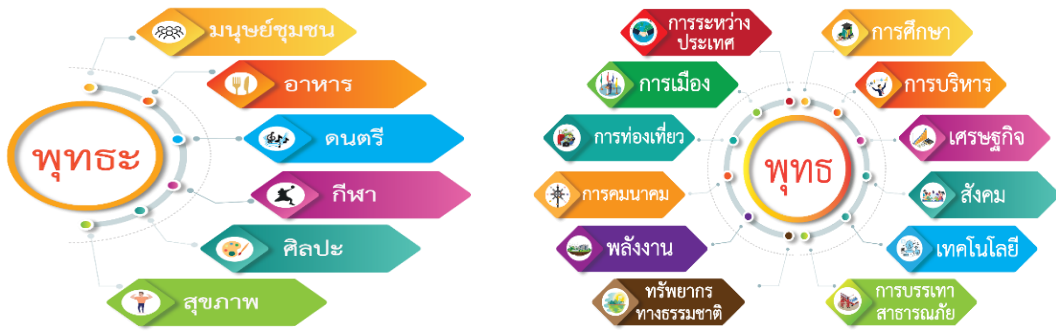 พุทธะ
มนุษย์ชุมชน
อาหาร
ดนตรี
กีฬา
ศิลปะ
สุขภาพ
พุทธ
การระหว่าง
ประเทศ
การเมือง
การท่องเที่ยว
การคมนาคม
พลังงาน
ทรัพยากร
ทางธรรมชาติ
การศึกษา
การบริหาร
เศรษฐกิจ
สังคม
เทคโนโลยี
การบรรเทา
สาธารณภัย